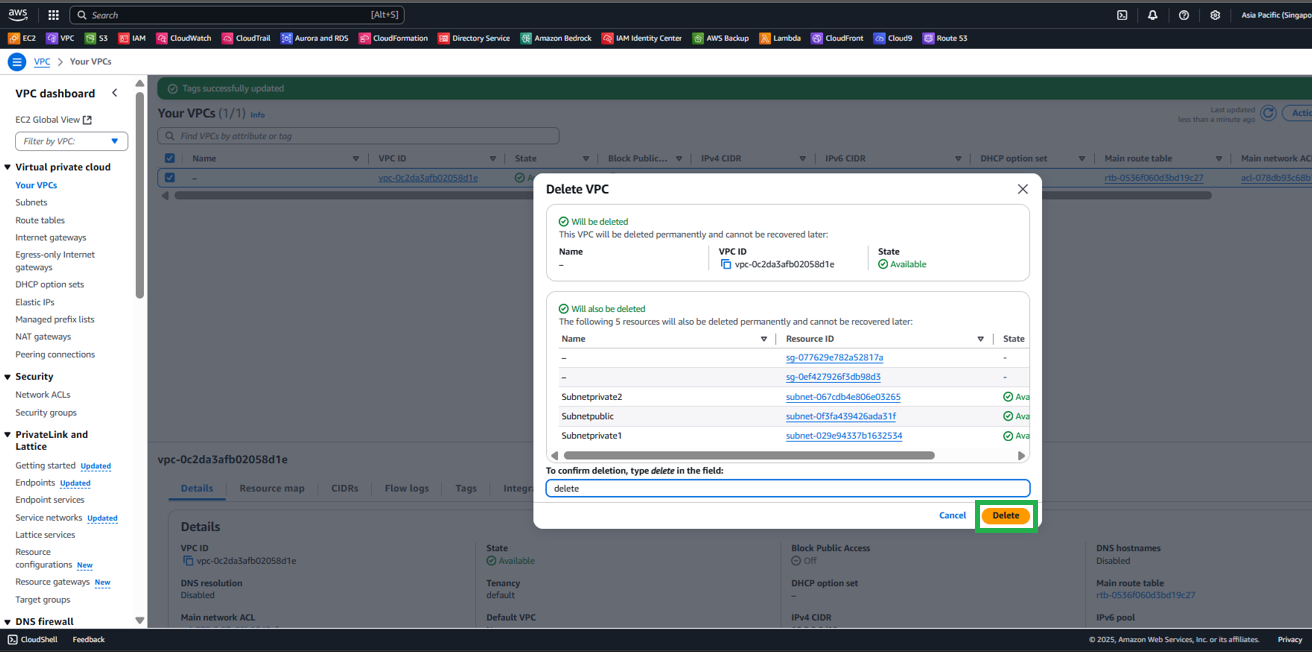 aws Search [Alt+S] Asia Pacific (Singapo
EC2 VPC S3 IAM CloudWatch CloudTrail Aurora and RDS CloudFormation Directory Service Amazon Bedrock IAM Identity Center AWS Backup Lambda CloudFront Cloud9 Route 53
VPC > Your VPCs
VPC dashboard
EC2 Global View
Filter by VPC:
Virtual private cloud
Your VPCs
Subnets
Route tables
Internet gateways
Egress-only Internet
gateways
DHCP option sets
Elastic IPs
Managed prefix lists
NAT gateways
Peering connections
Security
Network ACLs
Security groups
PrivateLink and
Lattice
Getting started Updated
Endpoints Updated
Endpoint services
Service networks Updated
Lattice services
Resource
configurations New
Resource gateways New
Target groups
DNS firewall
Tags successfully updated
Your VPCs (1/1) Info
Last updated
less than a minute ago
Actio
Find VPCs by attribute or tag
Name VPC ID State Block Public... IPv4 CIDR IPv6 CIDR DHCP option set Main route table Main network A
– vpc-0c2da3afb02058d1e A rtb-0536f060d3bd19c27 acl-078db93c68b
Delete VPC
Will be deleted
This VPC will be deleted permanently and cannot be recovered later:
Name VPC ID State
– vpc-0c2da3afb02058d1e Available
Will also be deleted
The following 5 resources will also be deleted permanently and cannot be recovered later:
Name Resource ID State
– sg-077629e782a52817a -
– sg-0ef427926f3db98d3 -
Subnetprivate2 subnet-067cdb4e806e03265 Ava
Subnetpublic subnet-0f3fa439426ada31f Ava
Subnetprivate1 subnet-029e94337b1632534 Ava
To confirm deletion, type delete in the field:
delete
Cancel Delete
vpc-0c2da3afb02058d1e
Details Resource map CIDRs Flow logs Tags Integra
Details
VPC ID State Block Public Access DNS hostnames
vpc-0c2da3afb02058d1e Available Off Disabled
DNS resolution Tenancy DHCP option set Main route table
Disabled default – rtb-0536f060d3bd19c27
Main network ACL Default VPC IPv4 CIDR IPv6 pool
CloudShell Feedback © 2025, Amazon Web Services, Inc. or its affiliates. Privacy